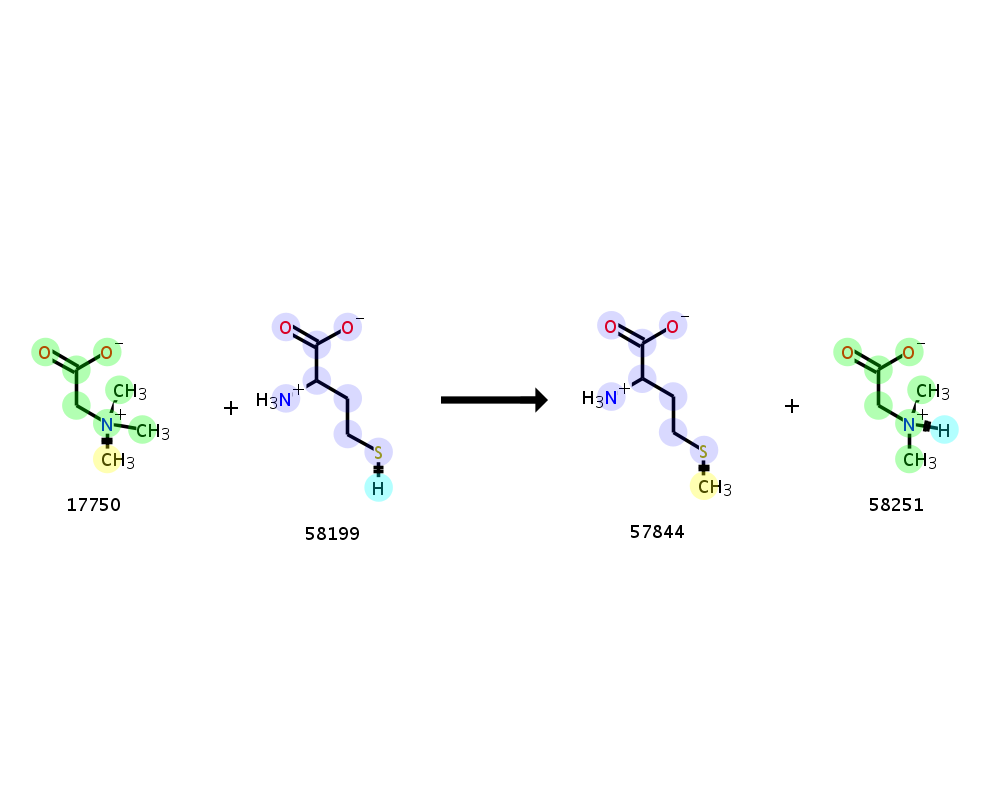 O O⁻ CH₃ N⁺ CH₃ CH₃
17750
+
O O⁻ H₃N⁺ S H
58199
O O⁻ H₃N⁺ S CH₃
57844
+
O O⁻ CH₃ N⁺ H CH₃
58251